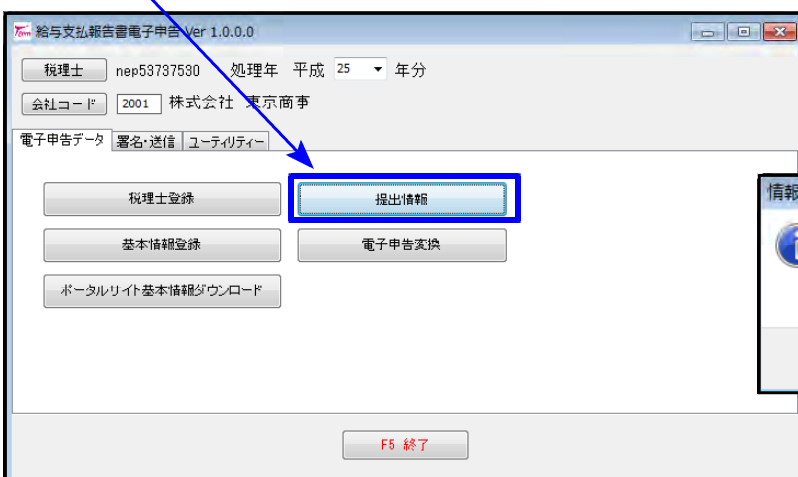 給与支払報告書電子申告 Ver 1.0.0.0
税理士 nep53737530 処理年 平成 25 年分
会社コード 2001 株式会社 東京商事
電子申告データ 署名・送信 ユーティリティー
税理士登録 提出情報
情報
基本情報登録 電子申告変換
ポータルサイト基本情報ダウンロード
F5 終了